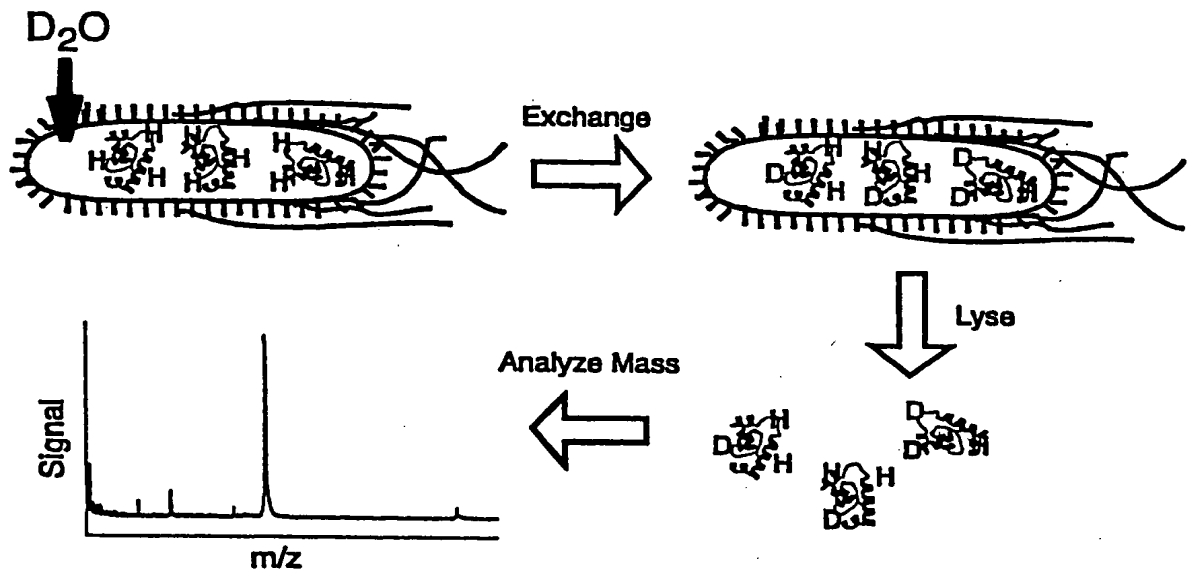 D₂O
Exchange
H H H
H H
H H H H
H H D
D H
H D D H
Lyse
Analyze Mass
D
H
D D H
H H H
D
Signal
m/z